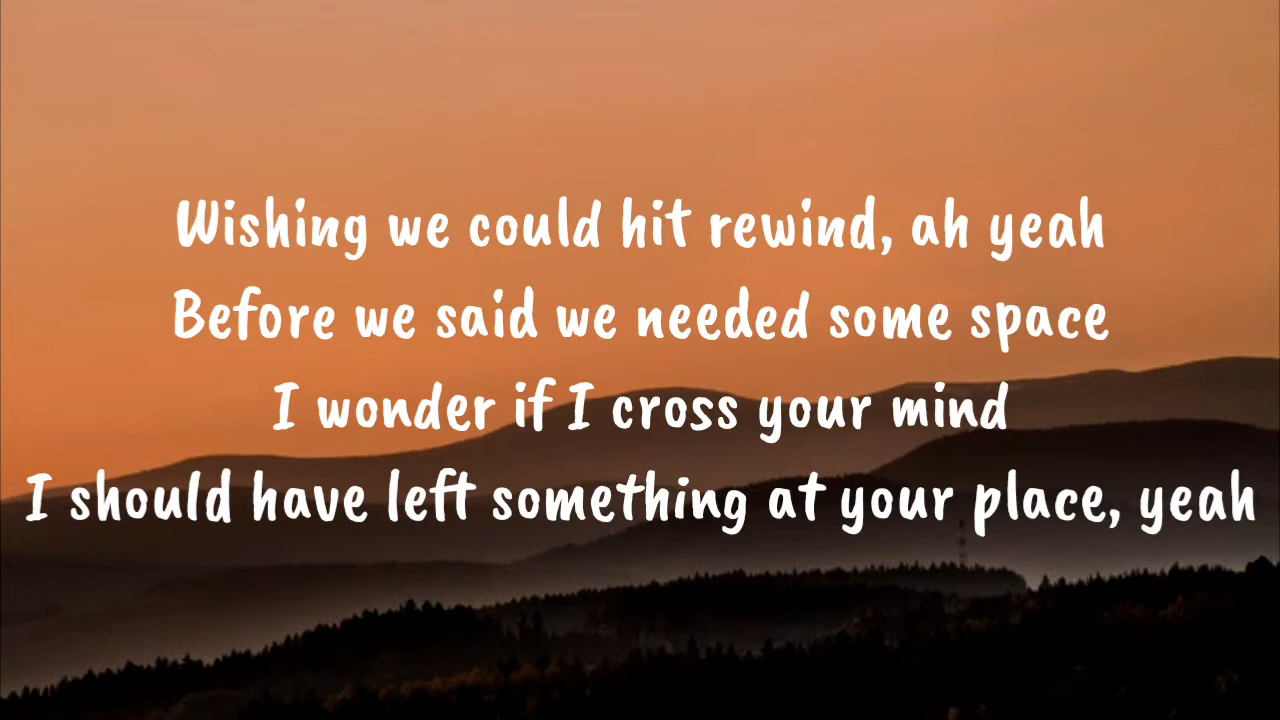 Wishing we could hit rewind, ah yeah
Before we said we needed some space
I wonder if I cross your mind
I should have left something at your place, yeah